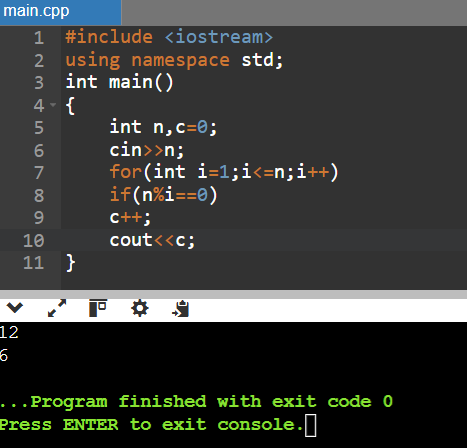 main.cpp
1 #include <iostream>
2 using namespace std;
3 int main()
4 {
5     int n,c=0;
6     cin>>n;
7     for(int i=1;i<=n;i++)
8     if(n%i==0)
9     c++;
10     cout<<c;
11 }
12
6
...Program finished with exit code 0
Press ENTER to exit console.